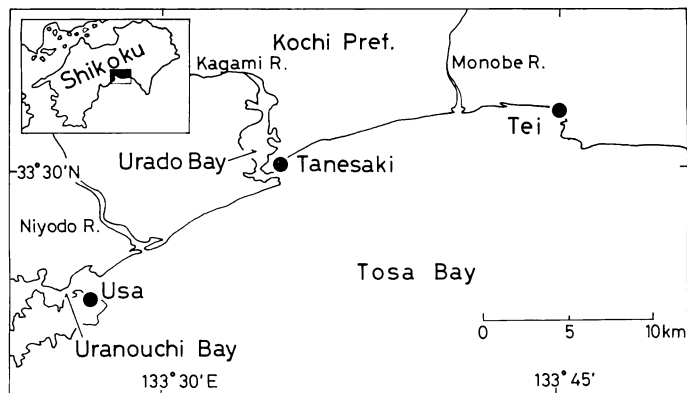 Shikoku
Kochi Pref.
Kagami R.
Monobe R.
Tei
Urado Bay
Tanesaki
33°30'N
Niyodo R.
Tosa Bay
Usa
Uranouchi Bay
0 5 10km
133°30'E
133°45'